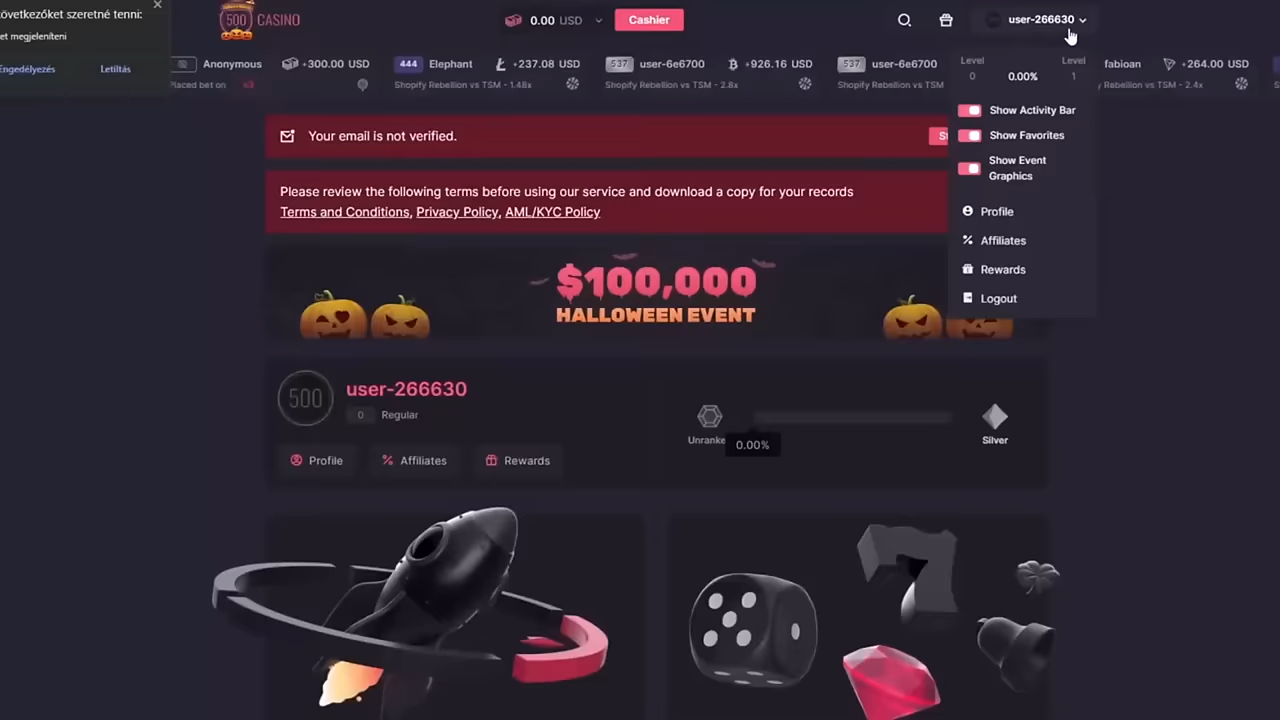 övetkezőket szeretné tenni:
et megjeleníteni
Engedélyezés
Letiltás
500 CASINO
0.00 USD
Cashier
user-266630
Anonymous
+300.00 USD
Placed bet on
x3
444 Elephant
+237.08 USD
Shopify Rebellion vs TSM - 1.48x
537 user-6e6700
+926.16 USD
Shopify Rebellion vs TSM - 2.8x
537 user-6e6700
Shopify Rebellion vs TSM
fabioan
+264.00 USD
y Rebellion vs TSM - 2.4x
Level
0
0.00%
Level
1
Show Activity Bar
Show Favorites
Show Event
Graphics
Profile
Affiliates
Rewards
Logout
Your email is not verified.
Please review the following terms before using our service and download a copy for your records
Terms and Conditions, Privacy Policy, AML/KYC Policy
$100,000
HALLOWEEN EVENT
500
user-266630
0 Regular
Profile
Affiliates
Rewards
Unranke
0.00%
Silver